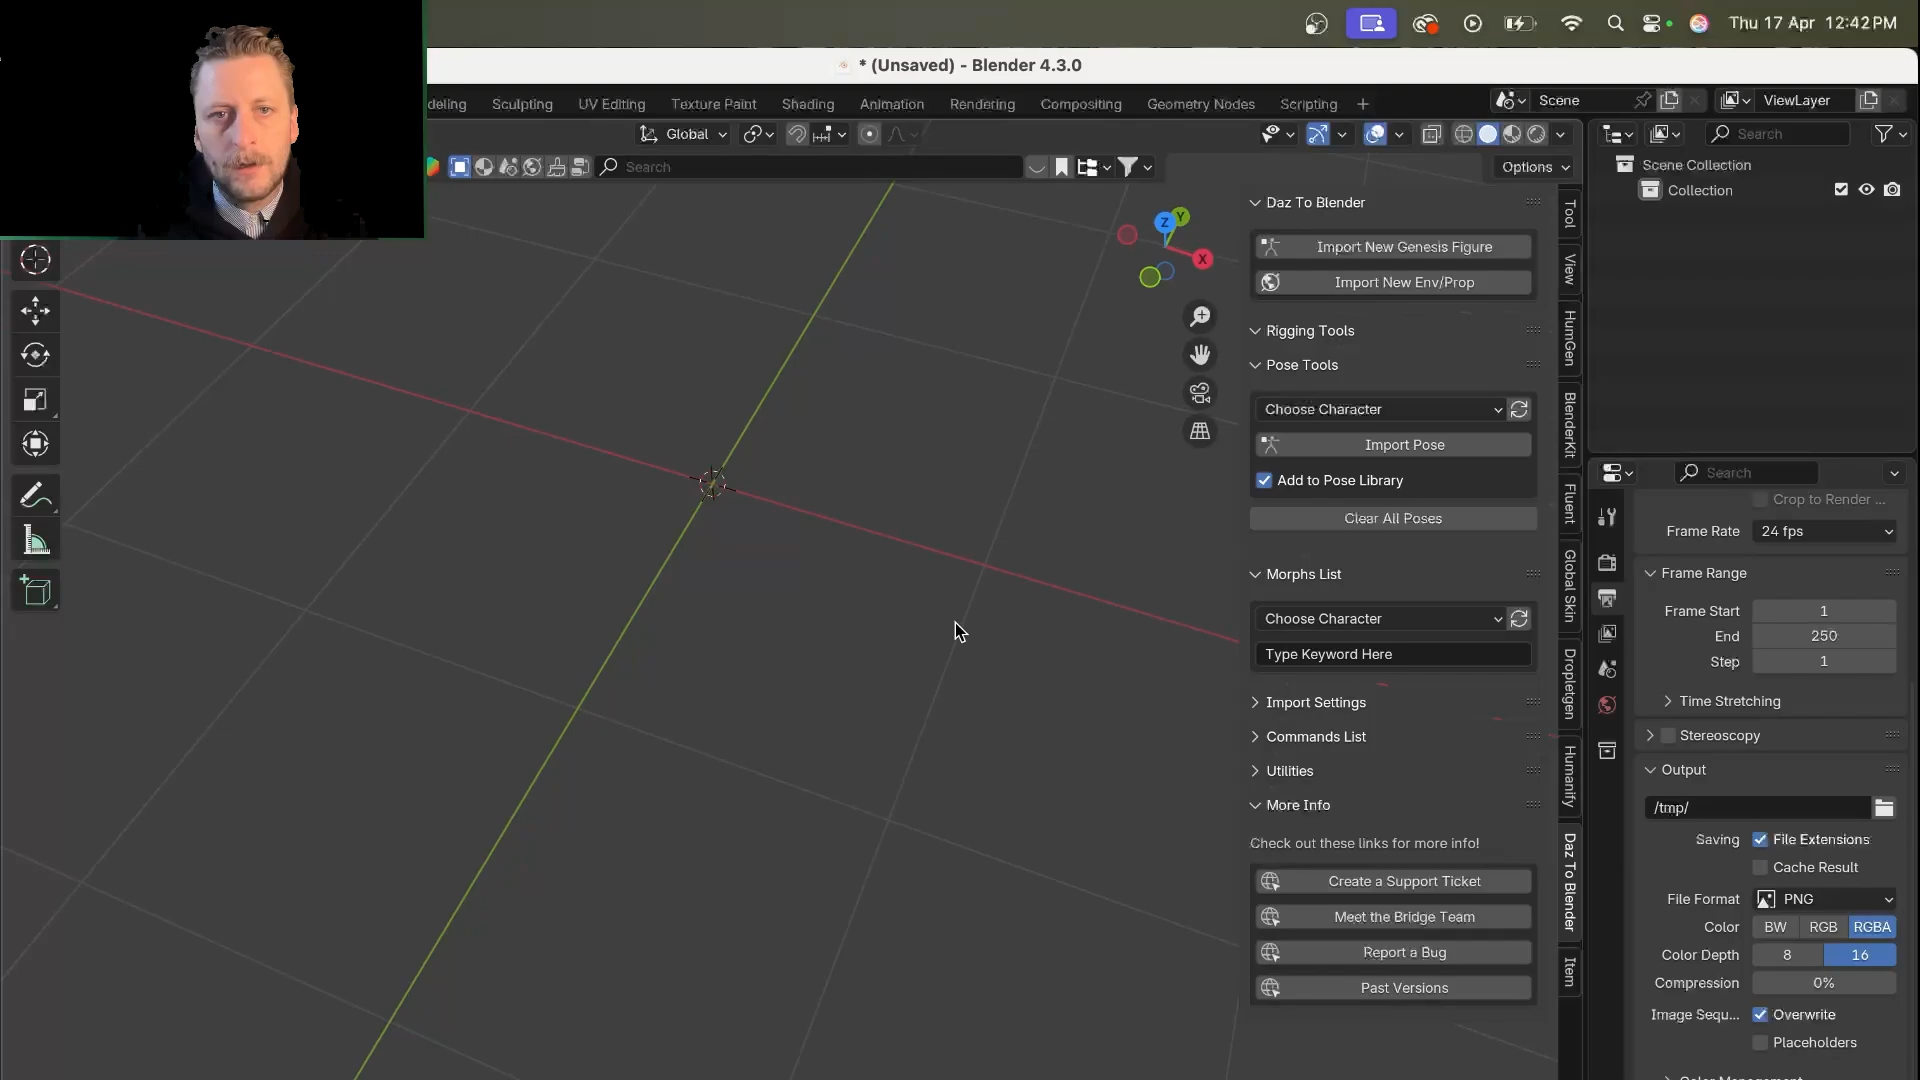 Thu 17 Apr 12:42 PM
* (Unsaved) - Blender 4.3.0
deling Sculpting UV Editing Texture Paint Shading Animation Rendering Compositing Geometry Nodes Scripting +
Scene
ViewLayer
Global
Search
Options
Search
Scene Collection
Collection
Z
Y
X
Daz To Blender
Import New Genesis Figure
Import New Env/Prop
Rigging Tools
Pose Tools
Choose Character
Import Pose
Add to Pose Library
Clear All Poses
Morphs List
Choose Character
Type Keyword Here
Import Settings
Commands List
Utilities
More Info
Check out these links for more info!
Create a Support Ticket
Meet the Bridge Team
Report a Bug
Past Versions
Tool
View
HumGen
BlenderKit
Fluent
Global Skin
Dropletgen
Humanify
Daz To Blender
Item
Search
Crop to Render ...
Frame Rate 24 fps
Frame Range
Frame Start 1
End 250
Step 1
Time Stretching
Stereoscopy
Output
/tmp/
Saving File Extensions
Cache Result
File Format PNG
Color BW RGB RGBA
Color Depth 8 16
Compression 0%
Image Sequ... Overwrite
Placeholders